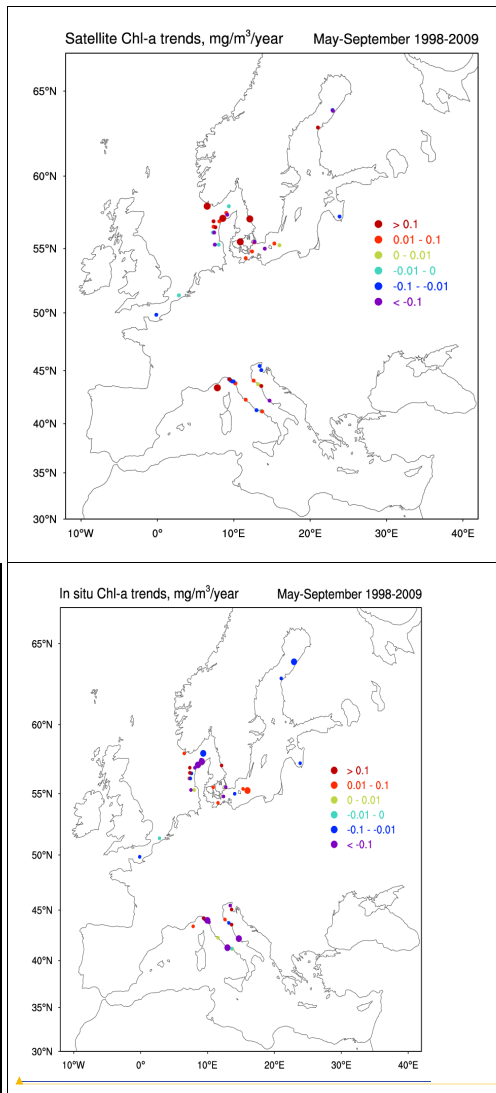 Satellite Chl-a trends, mg/m³/year May-September 1998-2009
65°N
60°N
55°N
50°N
45°N
40°N
35°N
30°N
> 0.1
0.01 - 0.1
0 - 0.01
-0.01 - 0
-0.1 - -0.01
< -0.1
10°W 0° 10°E 20°E 30°E 40°E
In situ Chl-a trends, mg/m³/year May-September 1998-2009
65°N
60°N
55°N
50°N
45°N
40°N
35°N
30°N
> 0.1
0.01 - 0.1
0 - 0.01
-0.01 - 0
-0.1 - -0.01
< -0.1
10°W 0° 10°E 20°E 30°E 40°E